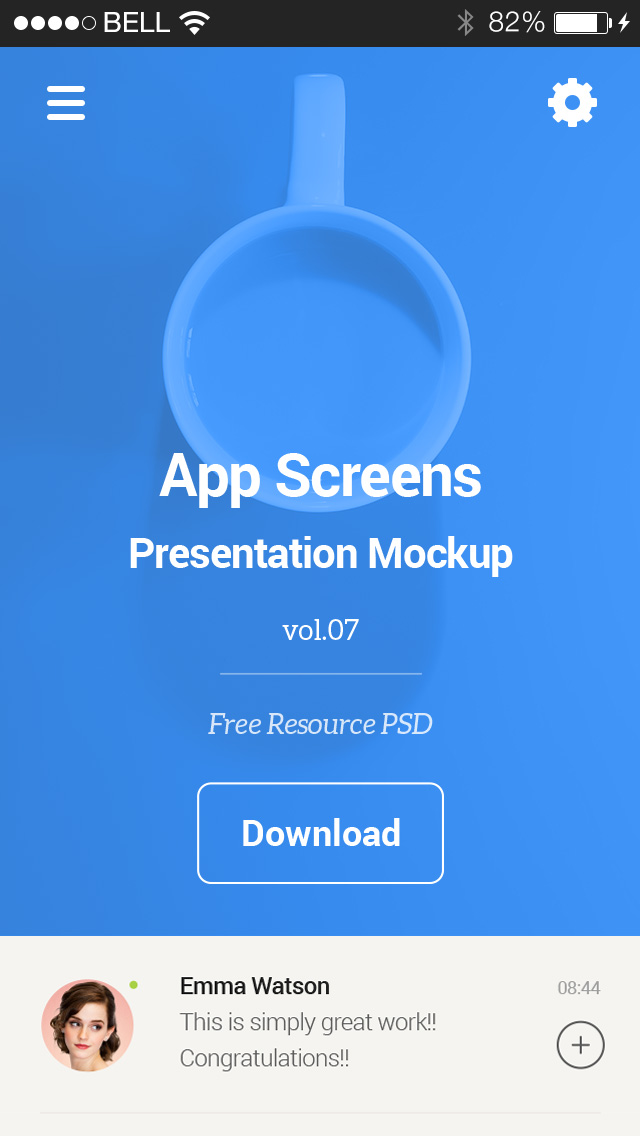 BELL 82%
App Screens
Presentation Mockup
vol.07
Free Resource PSD
Download
Emma Watson 08:44
This is simply great work!!
Congratulations!!